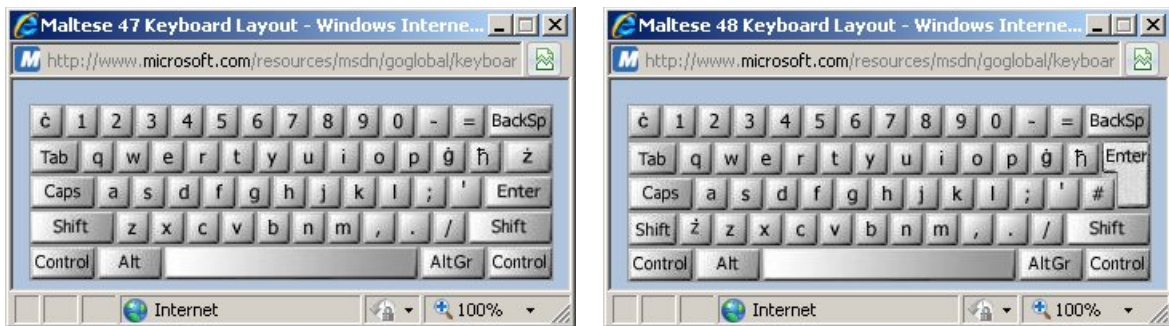 Maltese 47 Keyboard Layout - Windows Interne...
http://www.microsoft.com/resources/msdn/goglobal/keyboar
ċ 1 2 3 4 5 6 7 8 9 0 - = BackSp
Tab q w e r t y u i o p ġ ħ ż
Caps a s d f g h j k l ; ' Enter
Shift z x c v b n m , . / Shift
Control Alt AltGr Control
Internet 100%
Maltese 48 Keyboard Layout - Windows Interne...
http://www.microsoft.com/resources/msdn/goglobal/keyboar
ċ 1 2 3 4 5 6 7 8 9 0 - = BackSp
Tab q w e r t y u i o p ġ ħ Enter
Caps a s d f g h j k l ; ' #
Shift ż z x c v b n m , . / Shift
Control Alt AltGr Control
Internet 100%